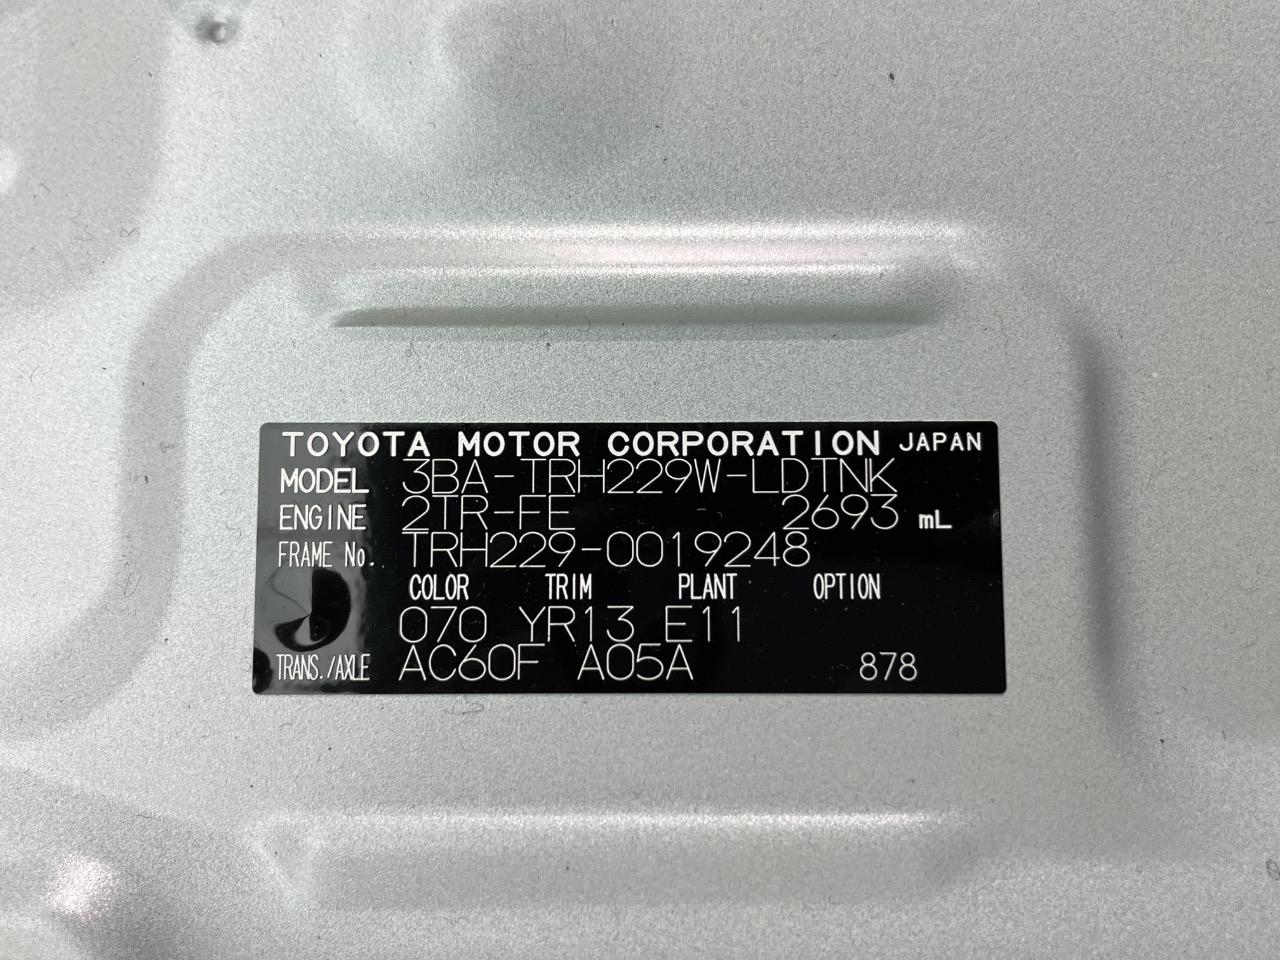 TOYOTA MOTOR CORPORATION JAPAN
MODEL 3BA-TRH229W-LDTNK
ENGINE 2TR-FE 2693 mL
FRAME No. TRH229-0019248
COLOR TRIM PLANT OPTION
070 YR13 E11
TRANS./AXLE AC60F A05A 878